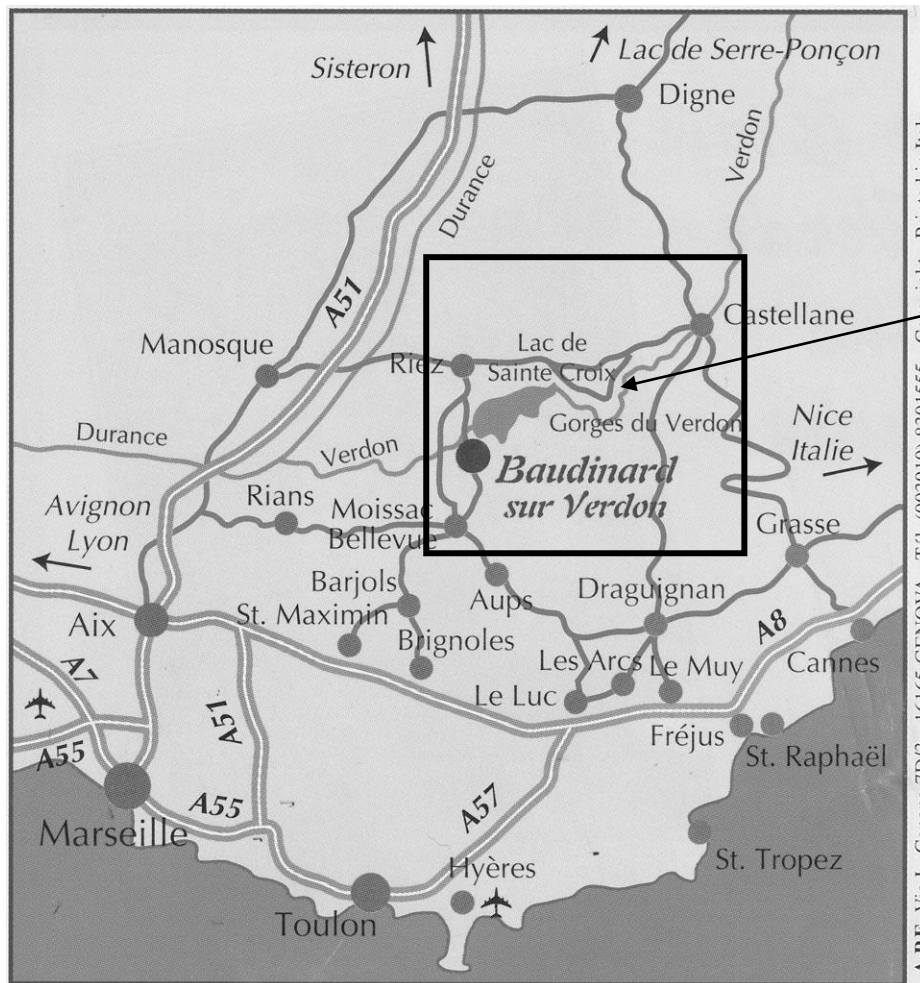 Sisteron
Lac de Serre-Ponçon
Digne
Verdon
Durance
A51
Castellane
Manosque
Lac de
Sainte Croix
Riez
Gorges du Verdon
Nice
Italie
Durance
Verdon
Baudinard
sur Verdon
Avignon
Lyon
Rians
Moissac
Bellevue
Grasse
Barjols
Aups
Draguignan
Aix
St. Maximin
Brignoles
A8
Cannes
Les Arcs
Le Muy
Le Luc
A7
A51
Fréjus
St. Raphaël
A55
A55
A57
Marseille
St. Tropez
Hyères
Toulon